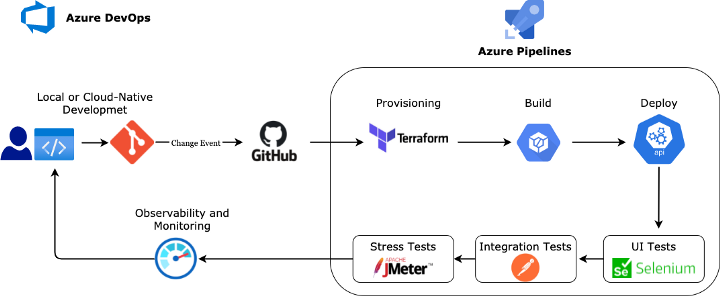 Azure DevOps
Azure Pipelines
Local or Cloud-Native
Developmet
Provisioning
Build
Deploy
Change Event
GitHub
Terraform
api
Observability and
Monitoring
Stress Tests
APACHE
JMeter™
Integration Tests
UI Tests
Se Selenium